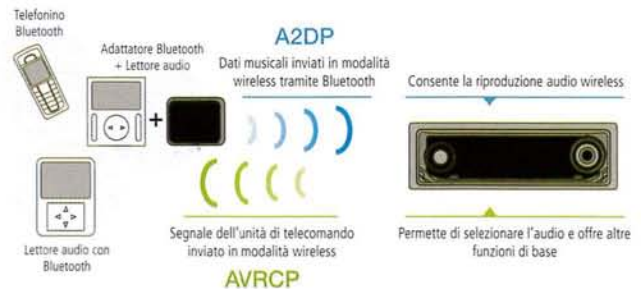 Telefonino
Bluetooth
Adattatore Bluetooth
+ Lettore audio
+
A2DP
Dati musicali inviati in modalità
wireless tramite Bluetooth
Consente la riproduzione audio wireless
Lettore audio con
Bluetooth
Segnale dell'unità di telecomando
inviato in modalità wireless
AVRCP
Permette di selezionare l'audio e offre altre
funzioni di base